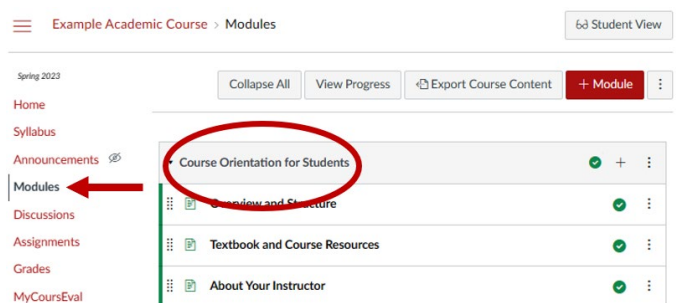 Example Academic Course > Modules
Student View
Spring 2023
Collapse All View Progress Export Course Content + Module
Home
Syllabus
Announcements
Modules
Discussions
Assignments
Grades
MyCoursEval
Course Orientation for Students
Overview and Structure
Textbook and Course Resources
About Your Instructor